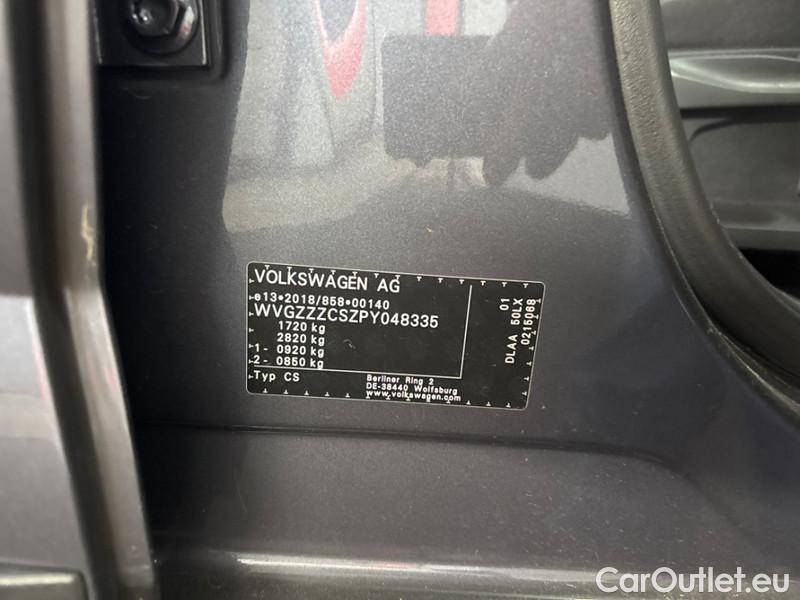 VOLKSWAGEN AG
e13*2018/858*00140
WVGZZZCSZPY048335
1720 kg
2820 kg
1- 0920 kg
2- 0850 kg
Typ CS
Berliner Ring 2
DE-38440 Wolfsburg
www.volkswagen.com
01
DLAA 50LX
0215068
CarOutlet.eu